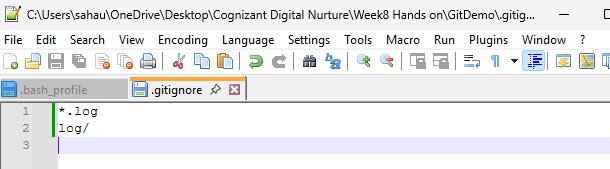 C:\Users\sahau\OneDrive\Desktop\Cognizant Digital Nurture\Week8 Hands on\GitDemo\.gitig...
File Edit Search View Encoding Language Settings Tools Macro Run Plugins Window ?
.bash_profile .gitignore
1 *.log
2 log/
3